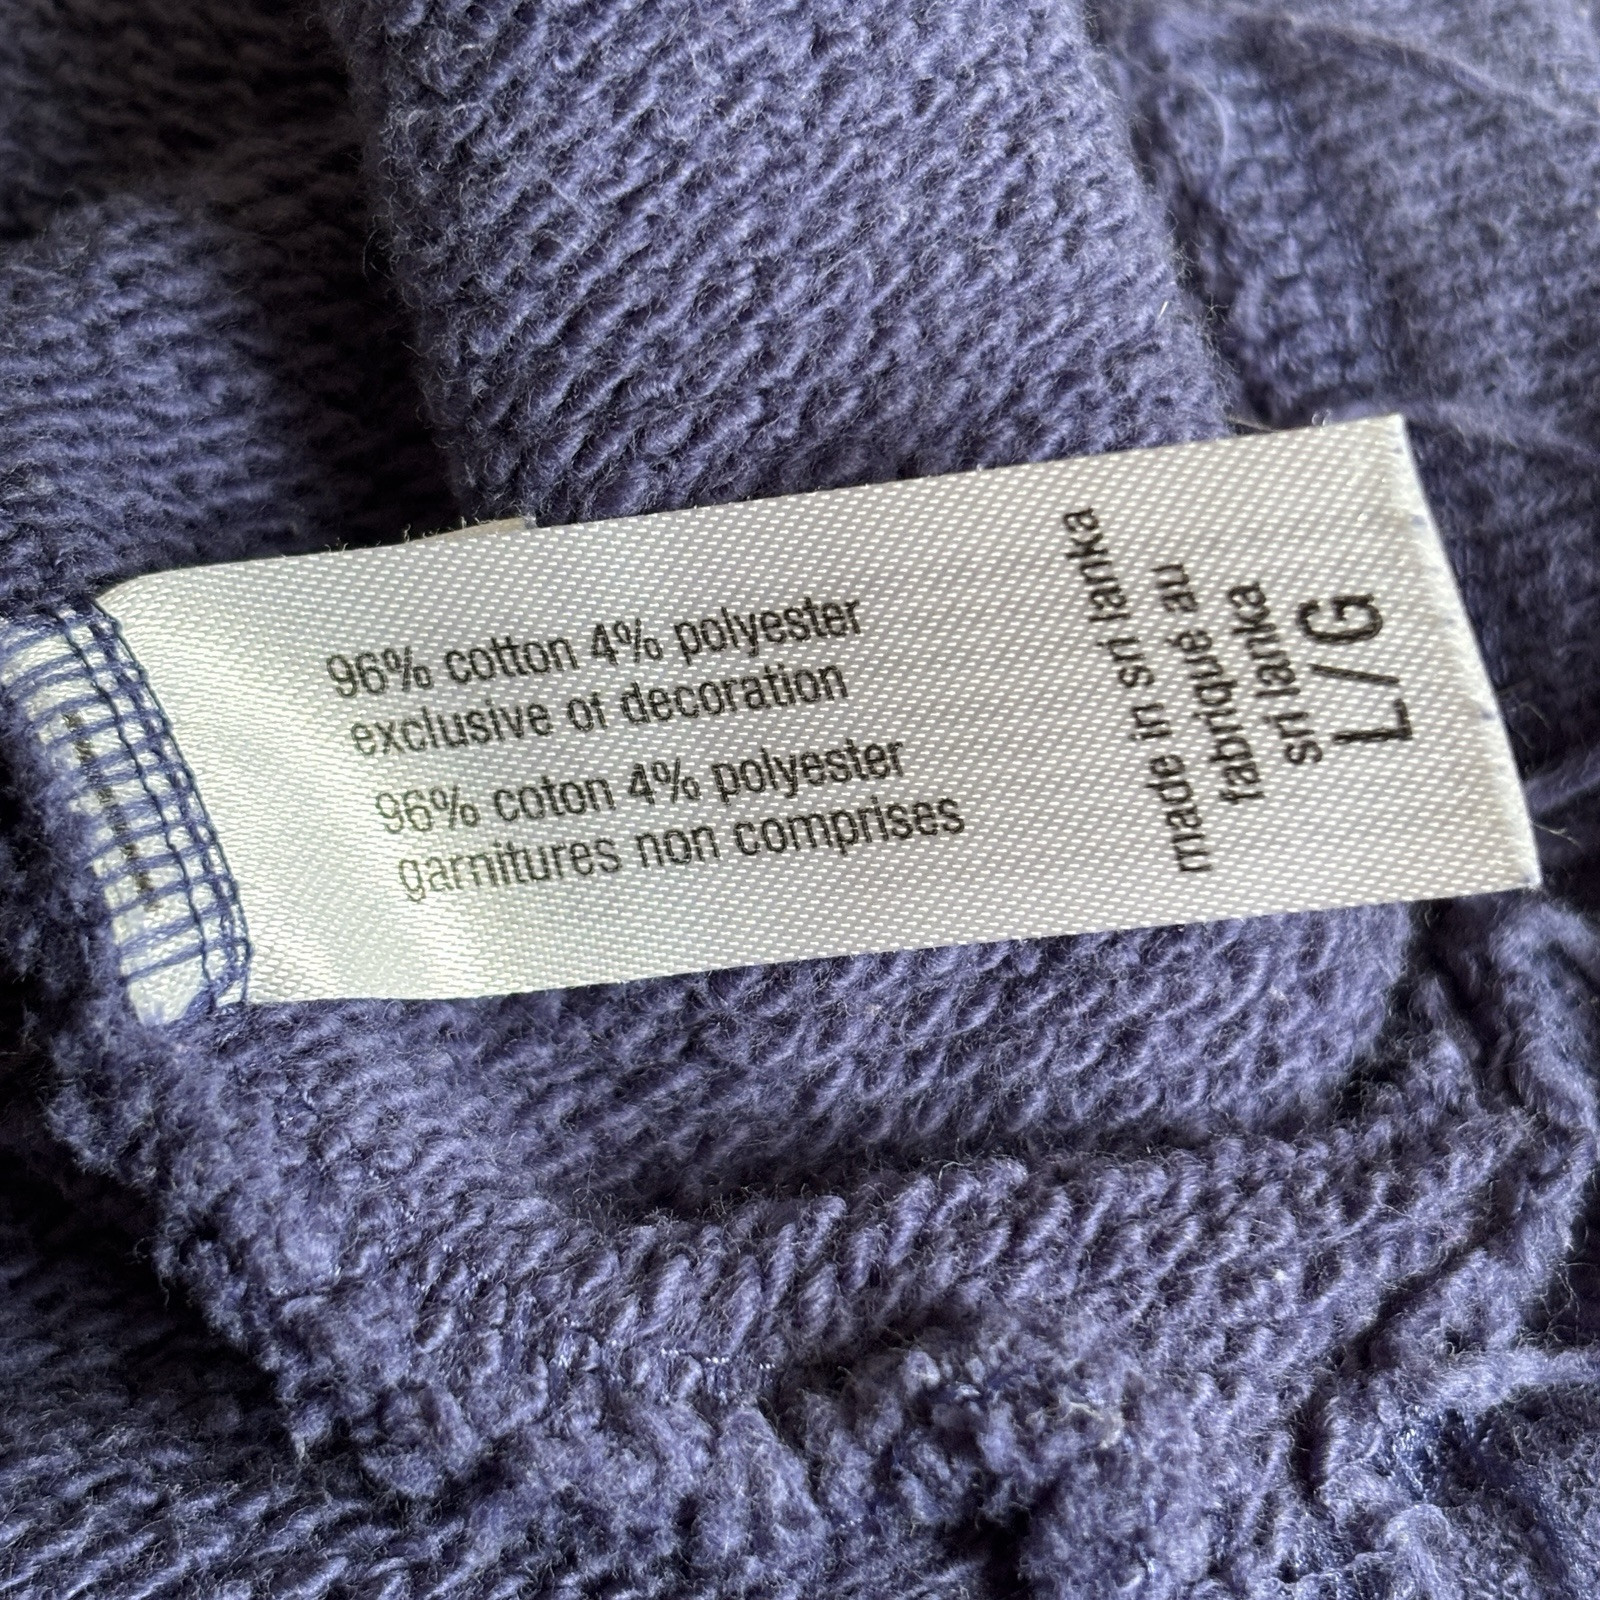 96% cotton 4% polyester
exclusive of decoration
96% coton 4% polyester
garnitures non comprises
made in sri lanka
fabriqué au
sri lanka
L/G